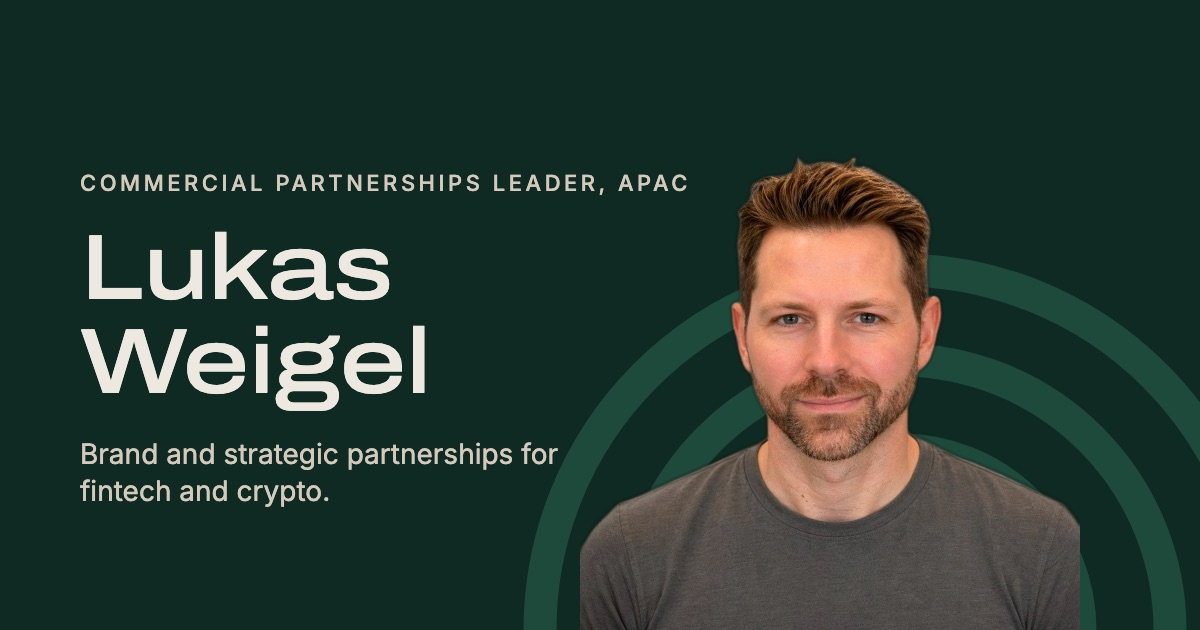 COMMERCIAL PARTNERSHIPS LEADER, APAC
Lukas
Weigel
Brand and strategic partnerships for
fintech and crypto.